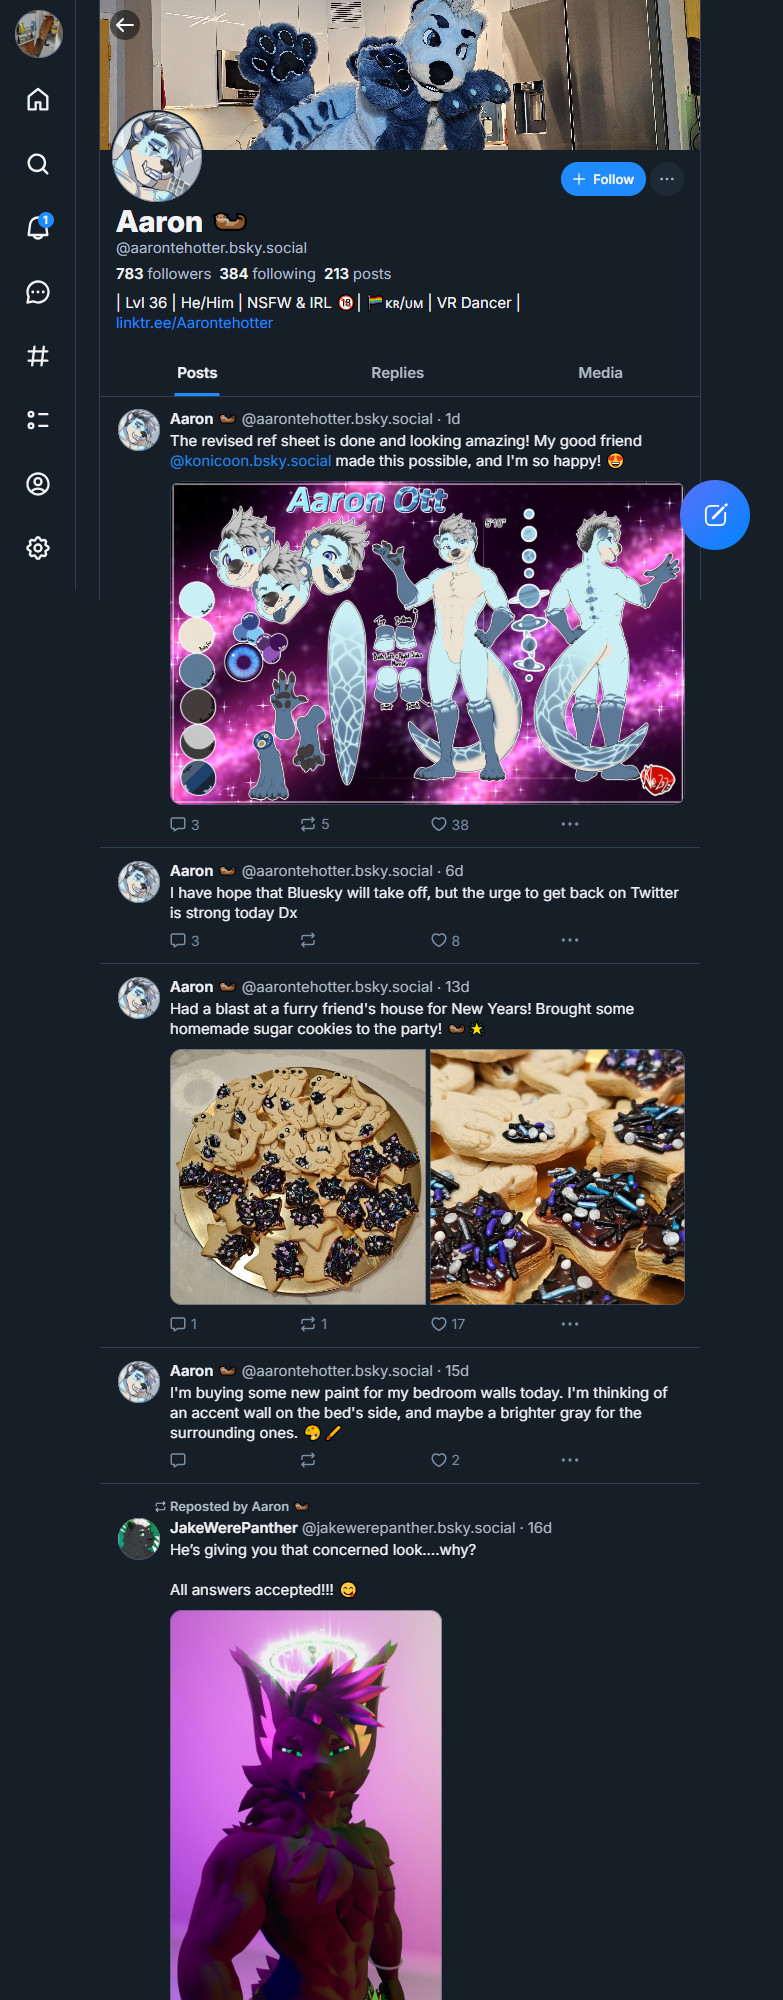 1
Follow
Aaron 🦦
@aarontehotter.bsky.social
783 followers 384 following 213 posts
| Lvl 36 | He/Him | NSFW & IRL 🔞 | 🏴🌈 ᴋʀ/ᴜᴍ | VR Dancer |
linktr.ee/Aarontehotter
Posts Replies Media
Aaron 🦦 @aarontehotter.bsky.social · 1d
The revised ref sheet is done and looking amazing! My good friend
@konicoon.bsky.social made this possible, and I'm so happy! 😍
Aaron Ott
5'10"
3 5 38
Aaron 🦦 @aarontehotter.bsky.social · 6d
I have hope that Bluesky will take off, but the urge to get back on Twitter
is strong today Dx
3 8
Aaron 🦦 @aarontehotter.bsky.social · 13d
Had a blast at a furry friend's house for New Years! Brought some
homemade sugar cookies to the party! 🦦 🌟
1 1 17
Aaron 🦦 @aarontehotter.bsky.social · 15d
I'm buying some new paint for my bedroom walls today. I'm thinking of
an accent wall on the bed's side, and maybe a brighter gray for the
surrounding ones. 🎨 🖌️
2
Reposted by Aaron 🦦
JakeWerePanther @jakewerepanther.bsky.social · 16d
He's giving you that concerned look....why?
All answers accepted!!! 😋